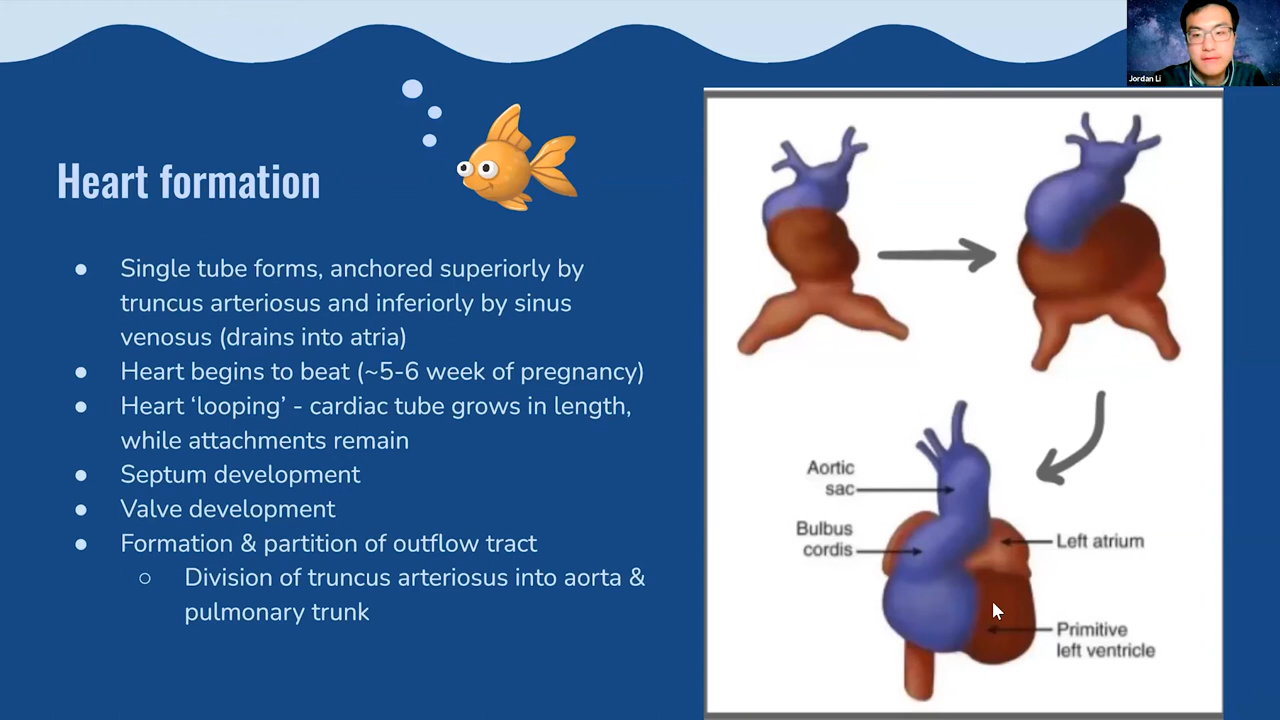 Jordan Li
Heart formation
● Single tube forms, anchored superiorly by
truncus arteriosus and inferiorly by sinus
venosus (drains into atria)
● Heart begins to beat (~5-6 week of pregnancy)
● Heart ‘looping’ - cardiac tube grows in length,
while attachments remain
● Septum development
● Valve development
● Formation & partition of outflow tract
○ Division of truncus arteriosus into aorta &
pulmonary trunk
Aortic
sac
Bulbus
cordis
Left atrium
Primitive
left ventricle